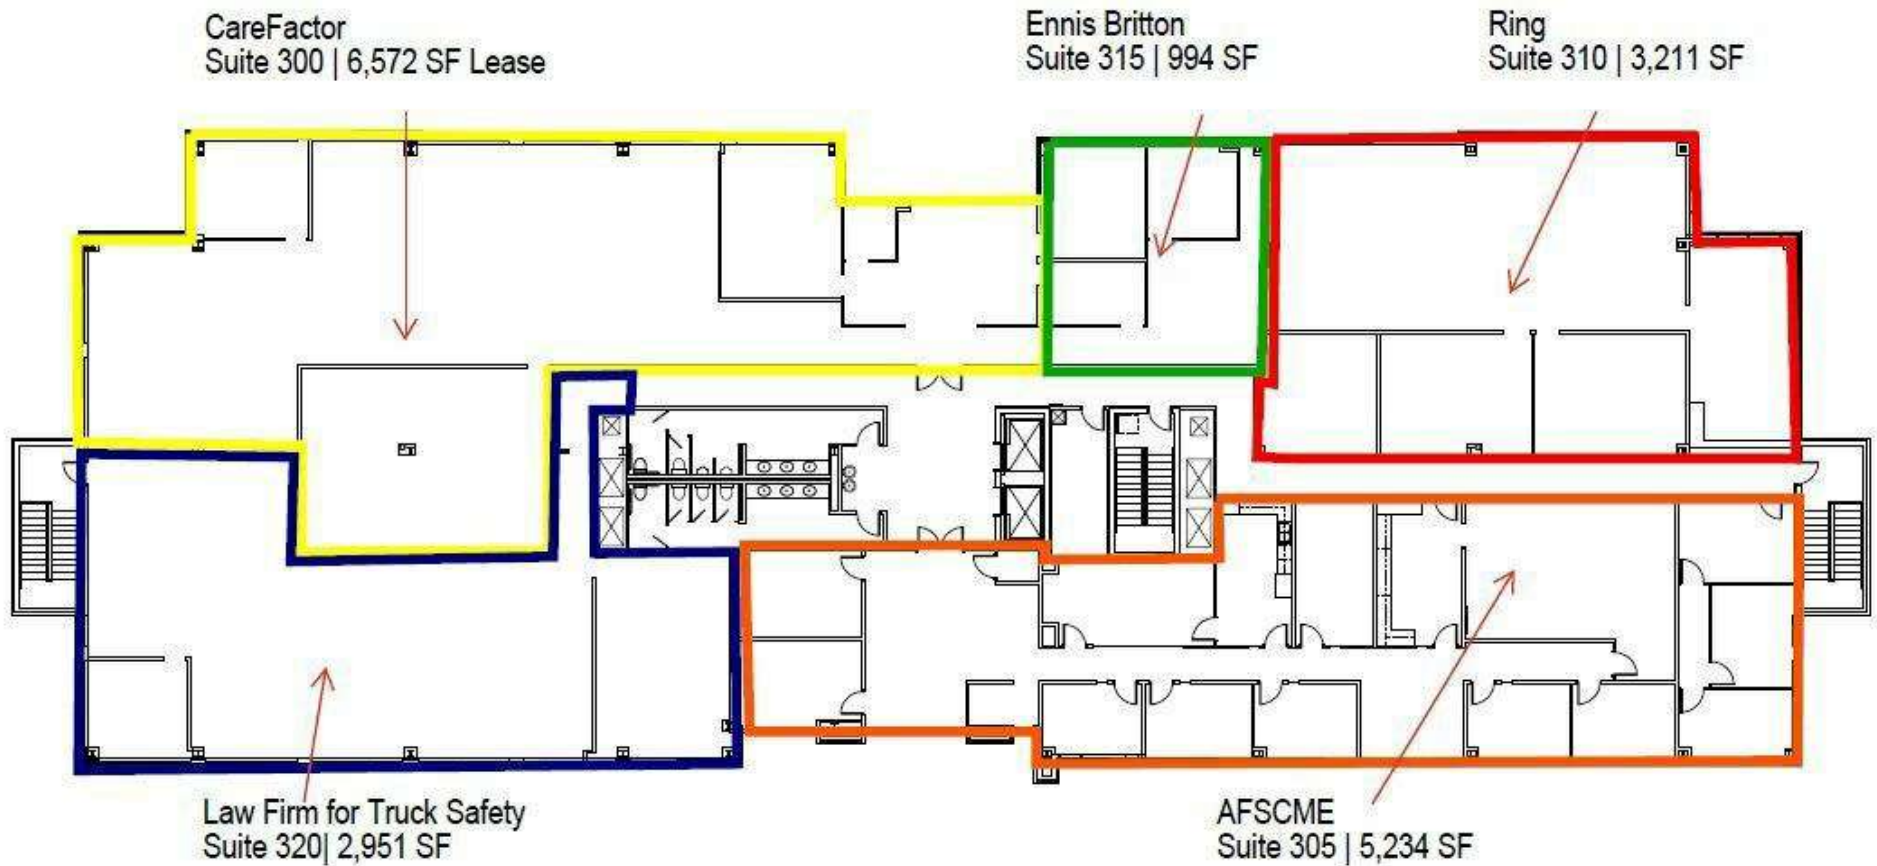 CareFactor
Suite 300 | 6,572 SF Lease
Ennis Britton
Suite 315 | 994 SF
Ring
Suite 310 | 3,211 SF
Law Firm for Truck Safety
Suite 320| 2,951 SF
AFSCME
Suite 305 | 5,234 SF